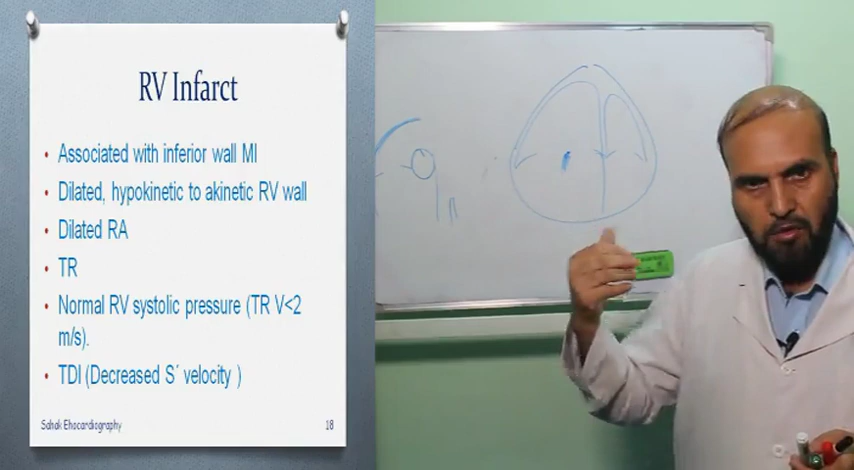 RV Infarct
• Associated with inferior wall MI
• Dilated, hypokinetic to akinetic RV wall
• Dilated RA
• TR
• Normal RV systolic pressure (TR V<2
m/s).
• TDI (Decreased S´ velocity )
Sahak Ehocardiography 18